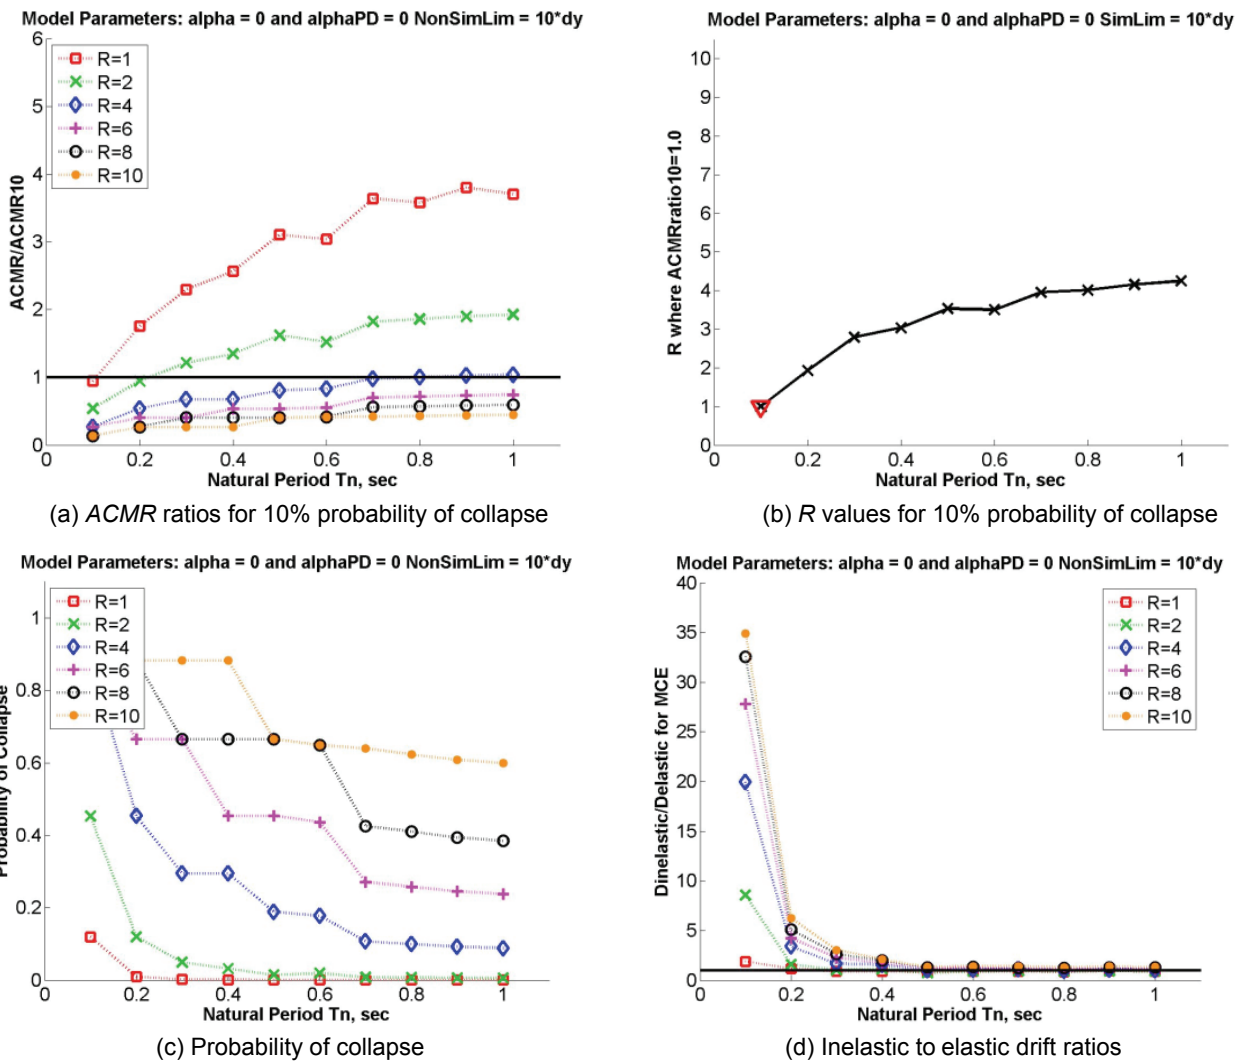 Model Parameters: alpha = 0 and alphaPD = 0 NonSimLim = 10*dy
6
5
4
3
2
1
0
ACMR/ACMR10
R=1
R=2
R=4
R=6
R=8
R=10
0 0.2 0.4 0.6 0.8 1
Natural Period Tn, sec
(a) ACMR ratios for 10% probability of collapse
Model Parameters: alpha = 0 and alphaPD = 0 SimLim = 10*dy
10
9
8
7
6
5
4
3
2
1
0
R where ACMRratio10=1.0
0 0.2 0.4 0.6 0.8 1
Natural Period Tn, sec
(b) R values for 10% probability of collapse
Model Parameters: alpha = 0 and alphaPD = 0 NonSimLim = 10*dy
1
0.8
0.6
0.4
0.2
0
Probability of Collapse
R=1
R=2
R=4
R=6
R=8
R=10
0 0.2 0.4 0.6 0.8 1
Natural Period Tn, sec
(c) Probability of collapse
Model Parameters: alpha = 0 and alphaPD = 0 NonSimLim = 10*dy
40
35
30
25
20
15
10
5
0
Dinelastic/Delastic for MCE
R=1
R=2
R=4
R=6
R=8
R=10
0 0.2 0.4 0.6 0.8 1
Natural Period Tn, sec
(d) Inelastic to elastic drift ratios